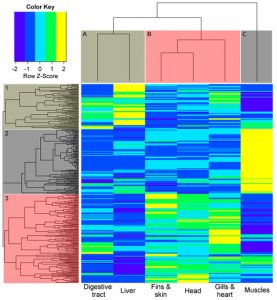 Color Key
-2 -1 0 1 2
Row Z-Score
A
B
C
1
2
3
Digestive tract
Liver
Fins & skin
Head
Gills & heart
Muscles